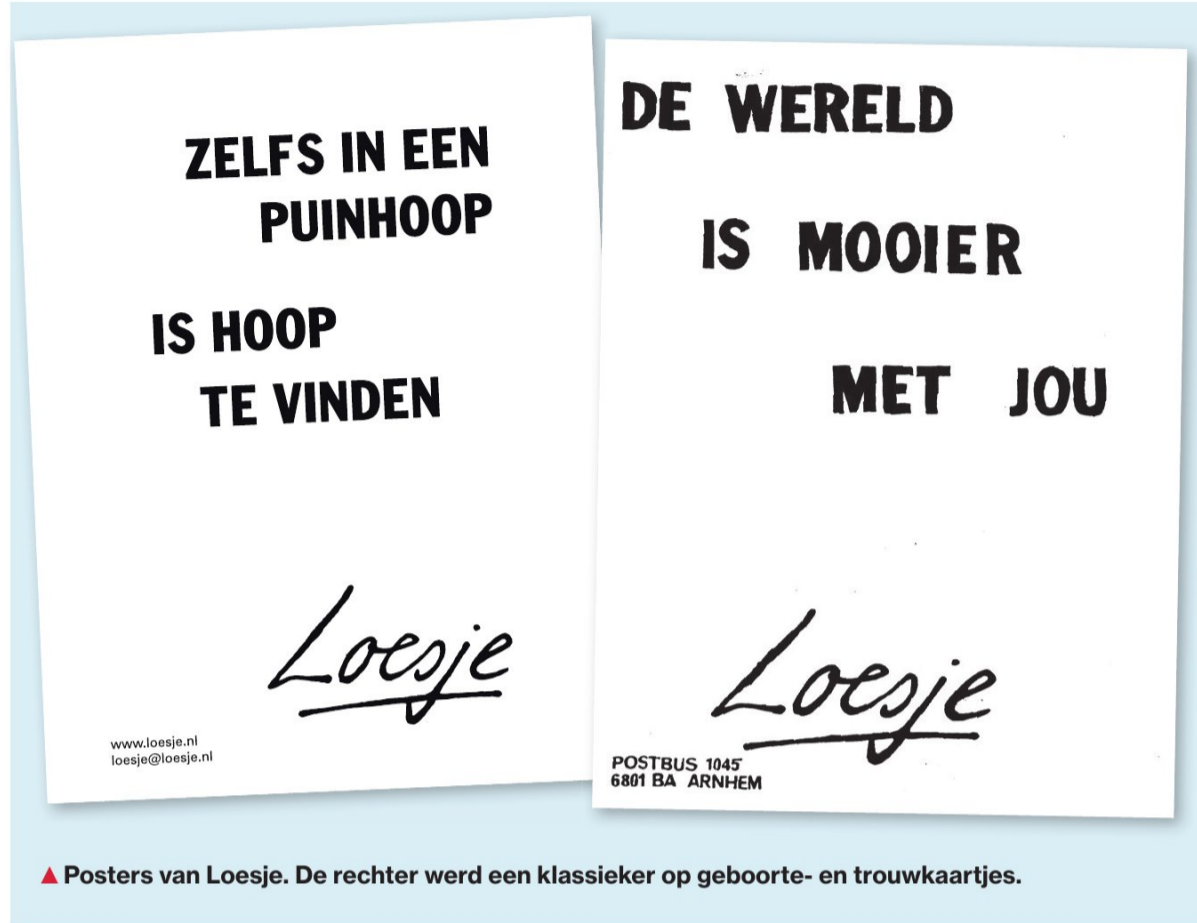 ZELFS IN EEN
PUINHOOP
IS HOOP
TE VINDEN
Loesje
www.loesje.nl
loesje@loesje.nl
DE WERELD
IS MOOIER
MET JOU
Loesje
POSTBUS 1045
6801 BA ARNHEM
▲ Posters van Loesje. De rechter werd een klassieker op geboorte- en trouwkaartjes.